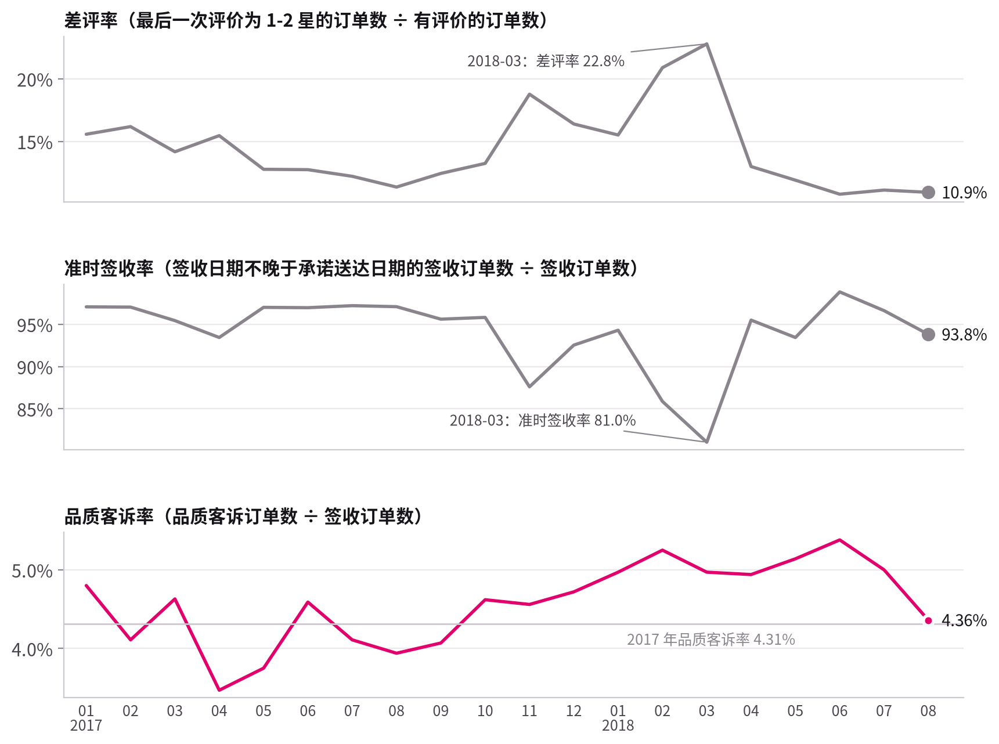 差评率（最后一次评价为 1-2 星的订单数 ÷ 有评价的订单数）
2018-03：差评率 22.8%
20%
15%
10.9%
准时签收率（签收日期不晚于承诺送达日期的签收订单数 ÷ 签收订单数）
95%
93.8%
90%
85%
2018-03：准时签收率 81.0%
品质客诉率（品质客诉订单数 ÷ 签收订单数）
5.0%
4.36%
2017 年品质客诉率 4.31%
4.0%
01 02 03 04 05 06 07 08 09 10 11 12 01 02 03 04 05 06 07 08
2017 2018